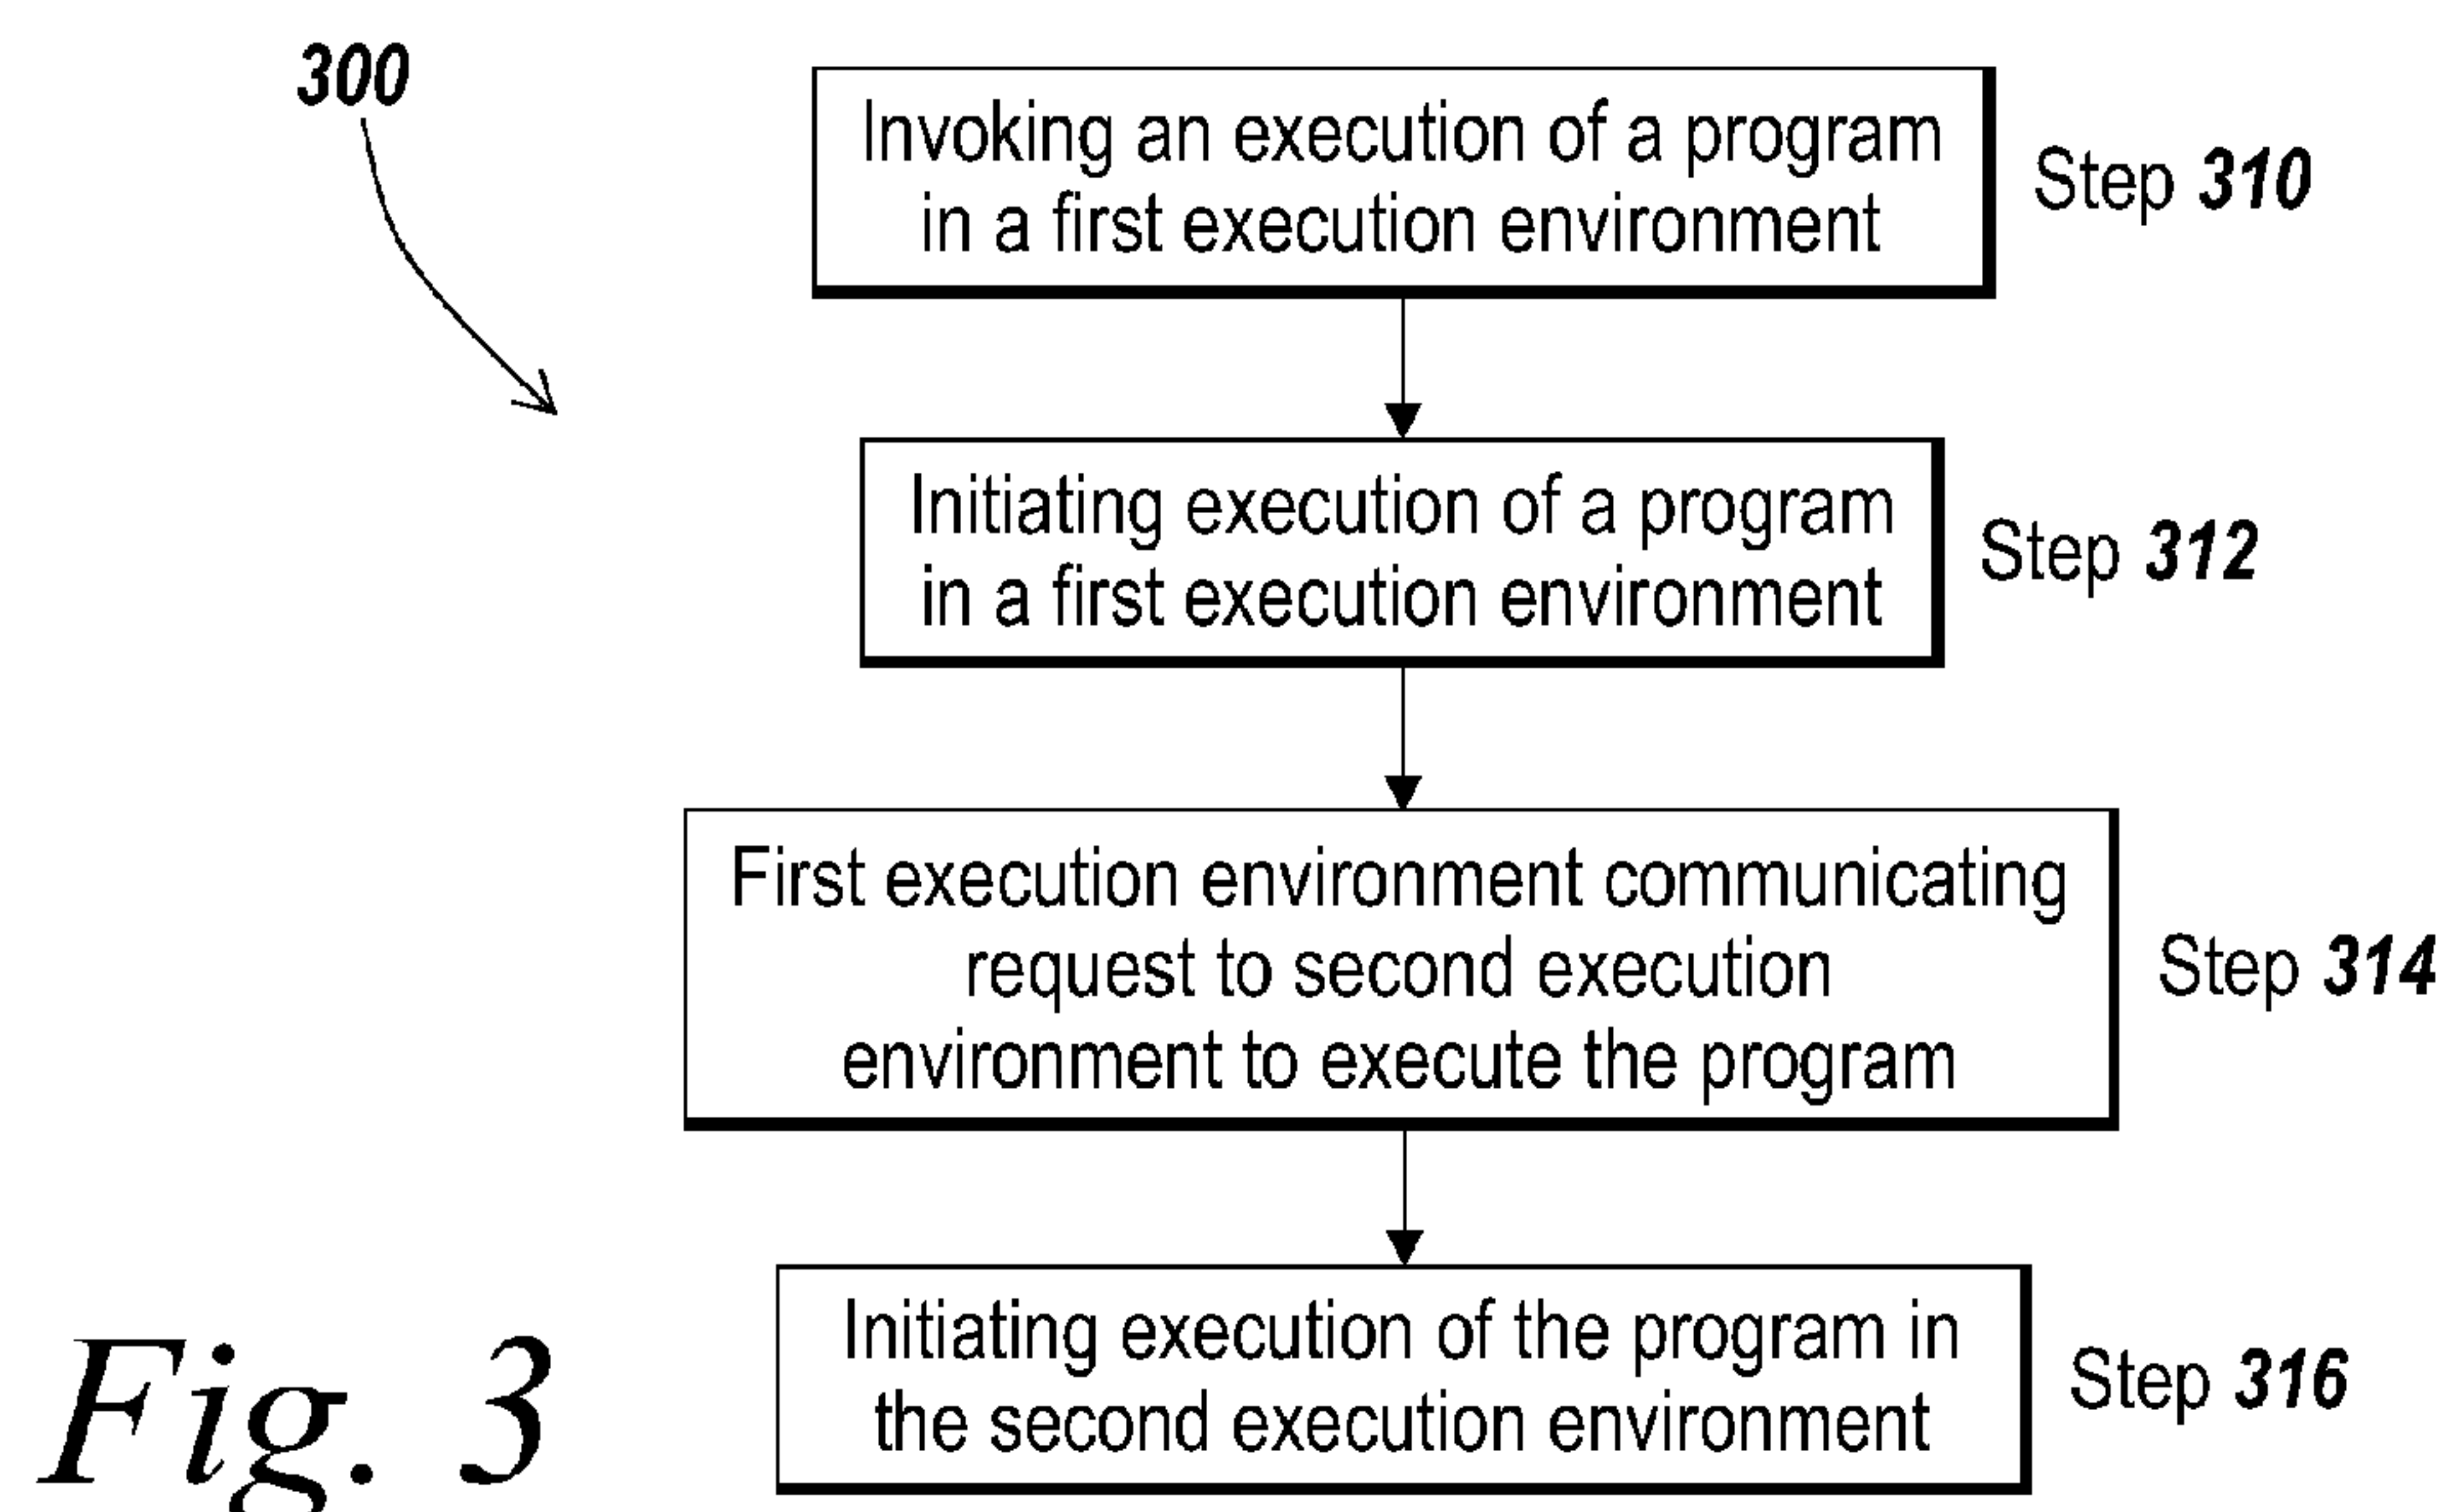 300
Invoking an execution of a program
in a first execution environment
Step 310
Initiating execution of a program
in a first execution environment
Step 312
First execution environment communicating
request to second execution
environment to execute the program
Step 314
Initiating execution of the program in
the second execution environment
Step 316
Fig. 3